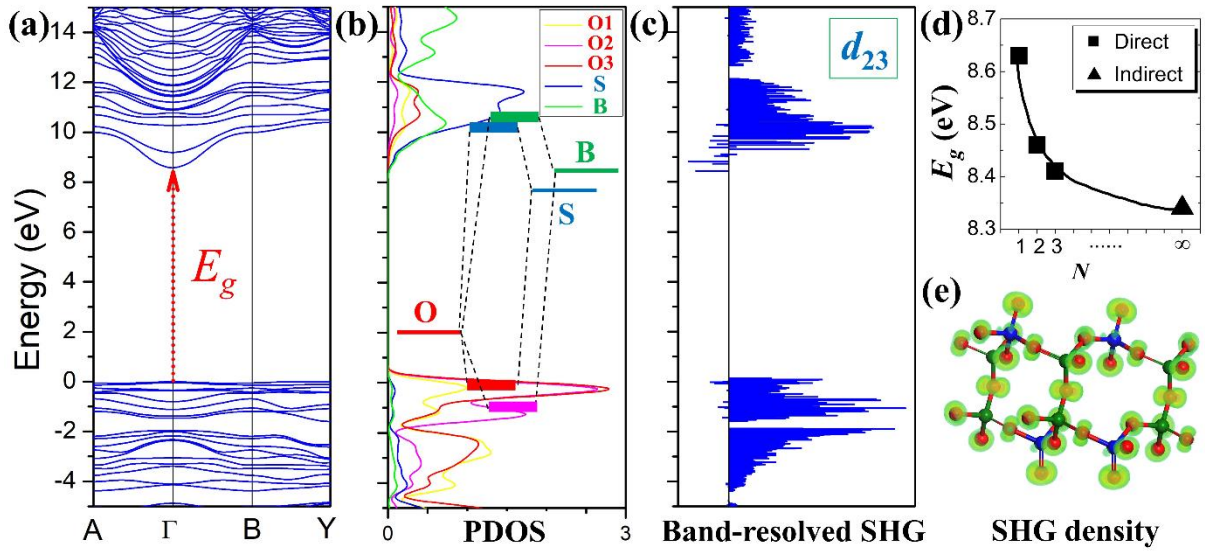 (a)
Energy (eV)
14
12
10
8
6
4
2
0
-2
-4
E_g
A Γ B Y
(b)
O1
O2
O3
S
B
B
S
O
0 3
PDOS
(c)
d_23
Band-resolved SHG
(d)
8.7
8.6
8.5
8.4
8.3
E_g (eV)
■ Direct
▲ Indirect
1 2 3 ...... ∞
N
(e)
SHG density